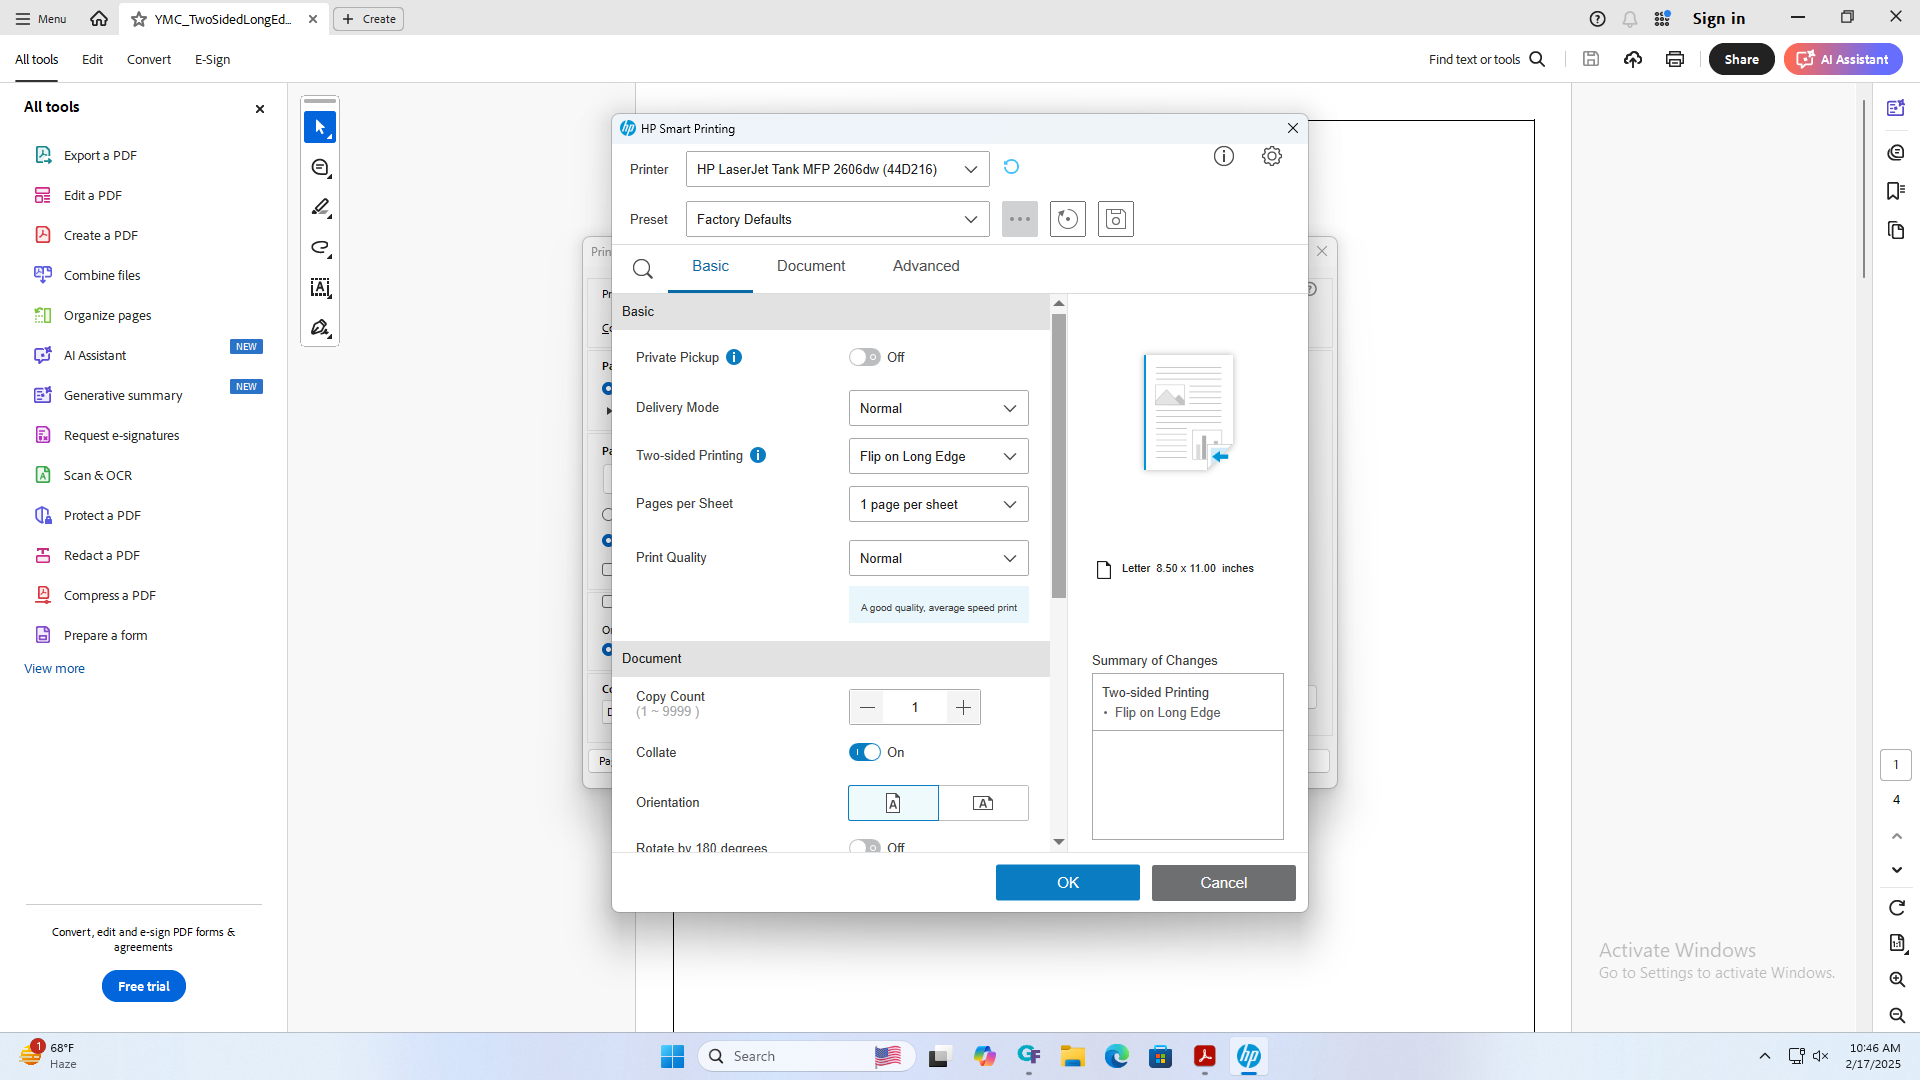 Menu
YMC_TwoSidedLongEd...
Create
Sign in
All tools
Edit
Convert
E-Sign
Find text or tools
Share
AI Assistant
All tools
Export a PDF
Edit a PDF
Create a PDF
Combine files
Organize pages
AI Assistant
NEW
Generative summary
NEW
Request e-signatures
Scan & OCR
Protect a PDF
Redact a PDF
Compress a PDF
Prepare a form
View more
Convert, edit and e-sign PDF forms &
agreements
Free trial
HP Smart Printing
Printer
HP LaserJet Tank MFP 2606dw (44D216)
Preset
Factory Defaults
Basic
Document
Advanced
Basic
Private Pickup
Off
Delivery Mode
Normal
Two-sided Printing
Flip on Long Edge
Pages per Sheet
1 page per sheet
Print Quality
Normal
A good quality, average speed print
Document
Copy Count
(1 ~ 9999 )
1
Collate
On
Orientation
Rotate by 180 degrees
Off
Letter 8.50 x 11.00 inches
Summary of Changes
Two-sided Printing
• Flip on Long Edge
OK
Cancel
1
4
Activate Windows
Go to Settings to activate Windows.
1
68°F
Haze
Search
10:46 AM
2/17/2025